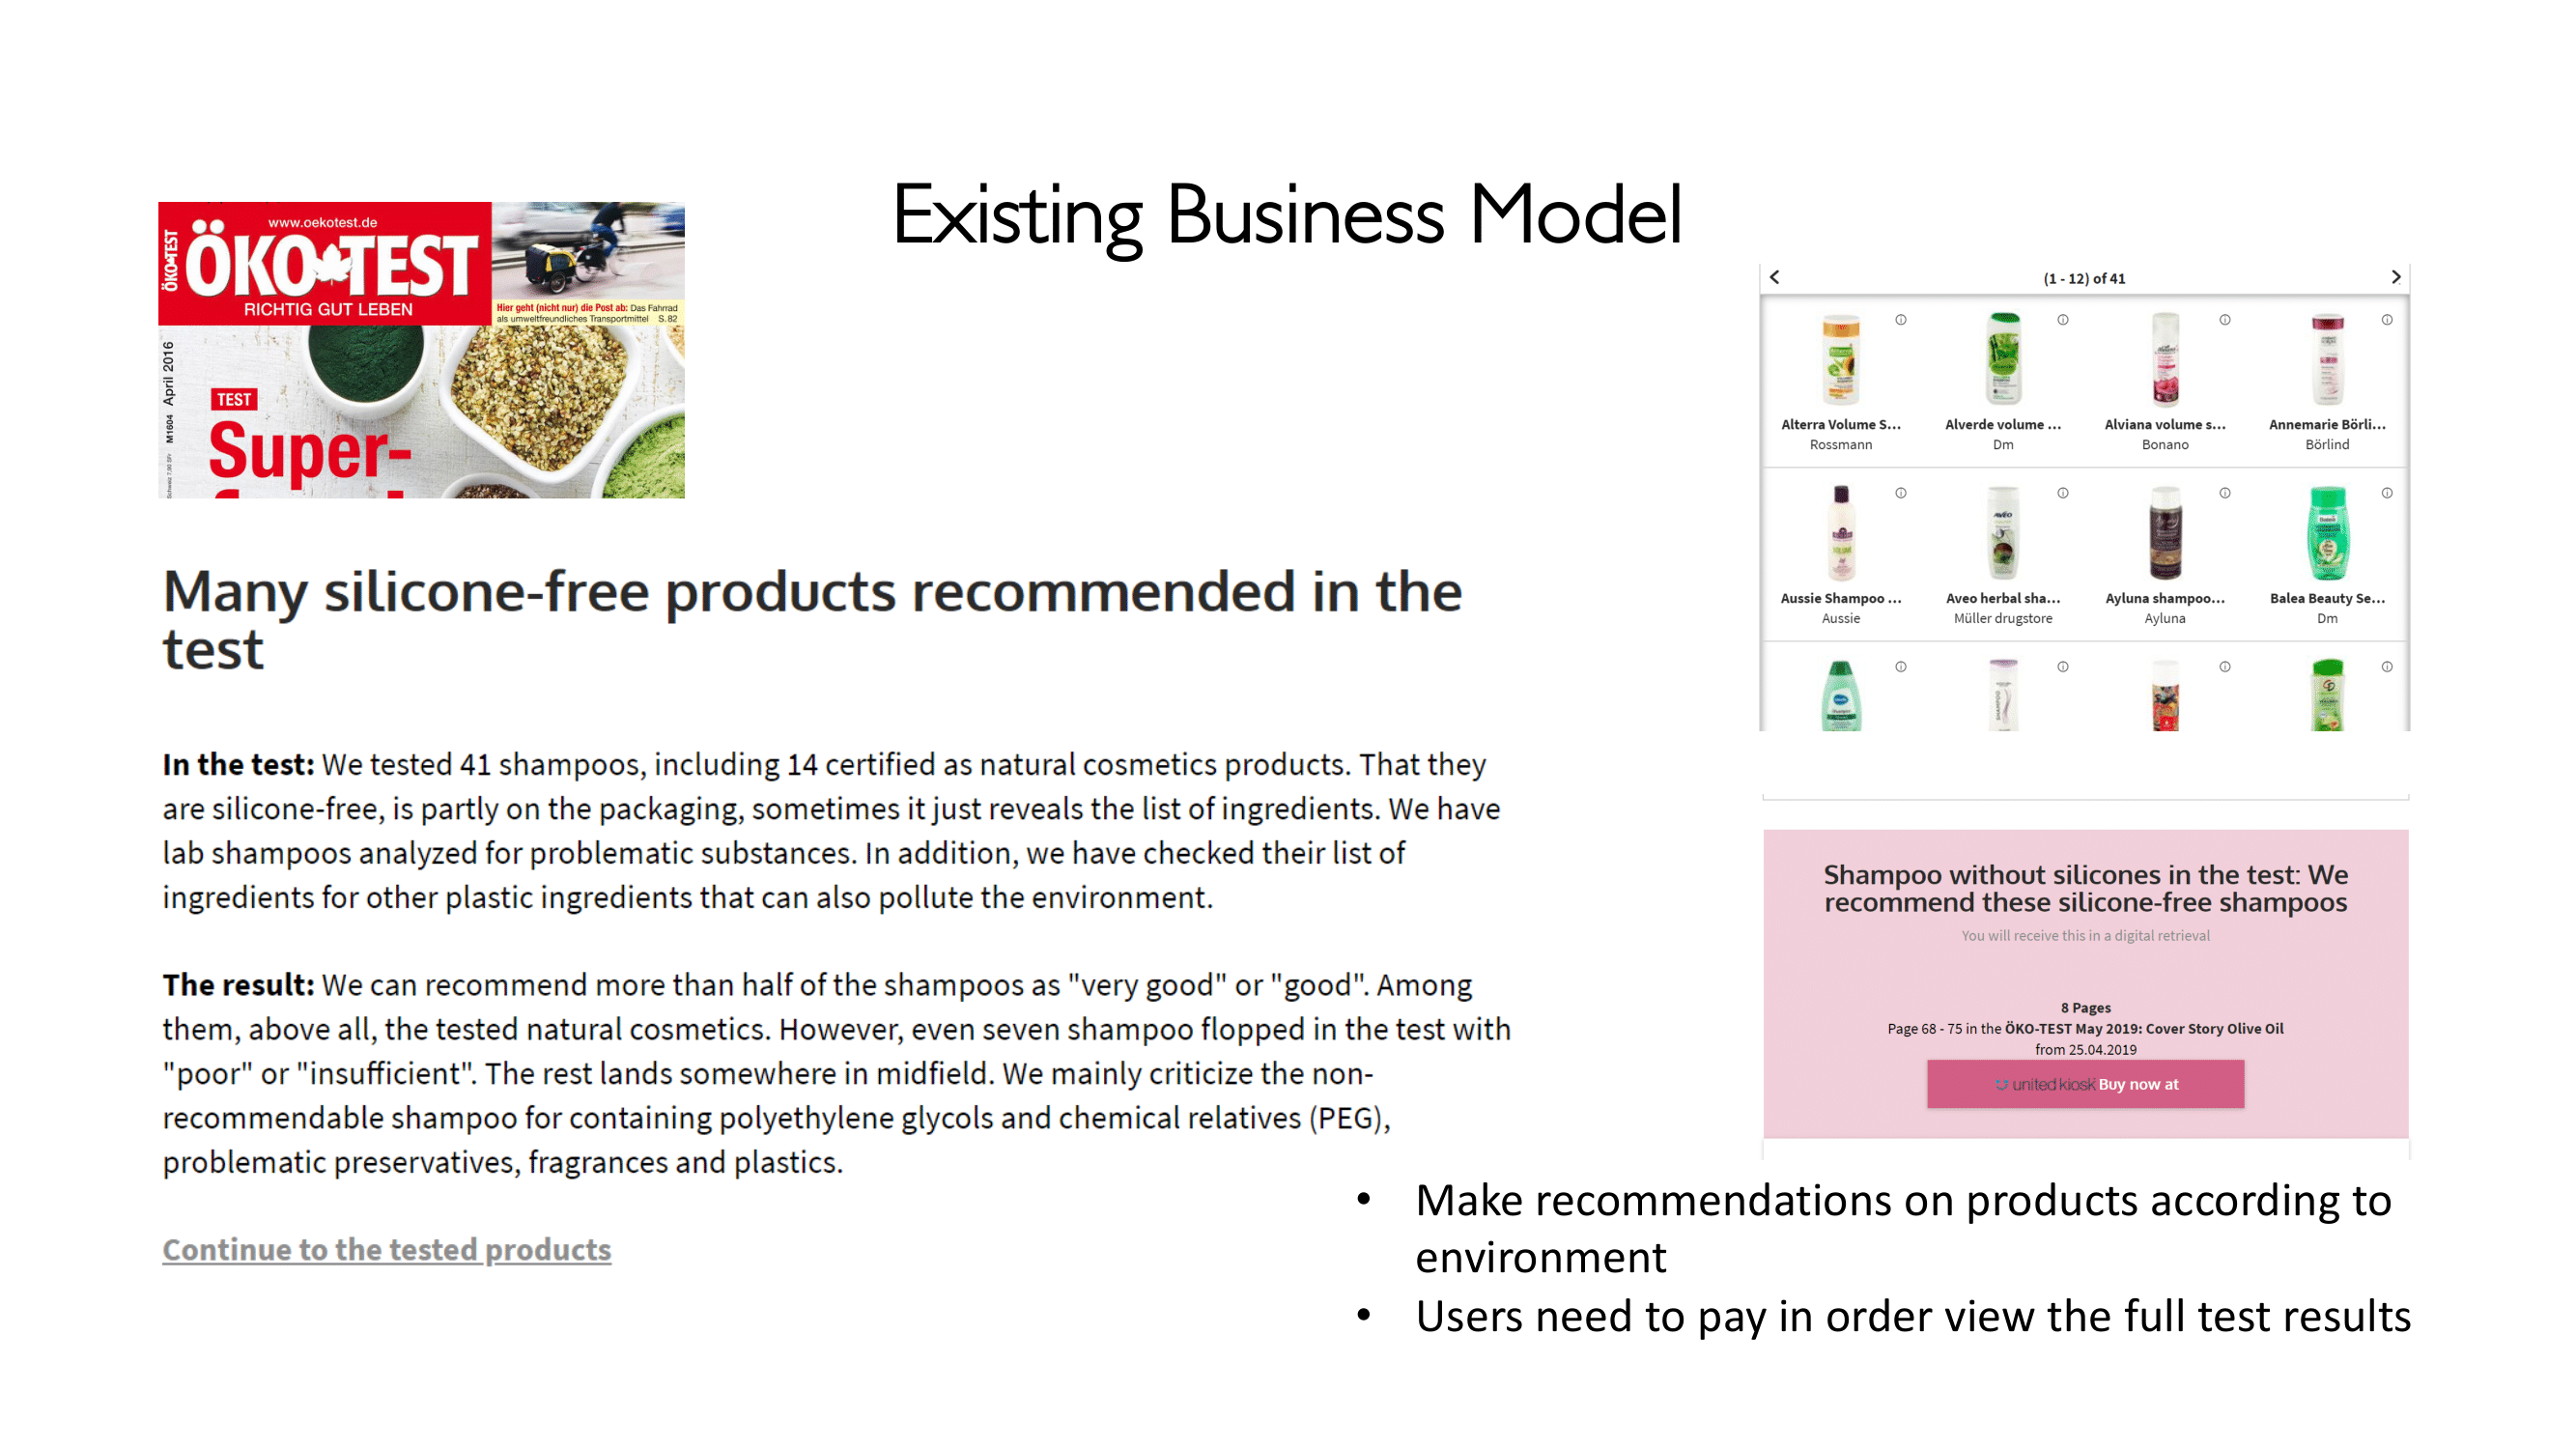 Existing Business Model
www.oekotest.de
ÖKO-TEST
ÖKO TEST
RICHTIG GUT LEBEN
Hier geht (nicht nur) die Post ab: Das Fahrrad
als umweltfreundliches Transportmittel S. 82
M1604 April 2016
TEST
Super-
Many silicone-free products recommended in the
test
In the test: We tested 41 shampoos, including 14 certified as natural cosmetics products. That they
are silicone-free, is partly on the packaging, sometimes it just reveals the list of ingredients. We have
lab shampoos analyzed for problematic substances. In addition, we have checked their list of
ingredients for other plastic ingredients that can also pollute the environment.
The result: We can recommend more than half of the shampoos as "very good" or "good". Among
them, above all, the tested natural cosmetics. However, even seven shampoo flopped in the test with
"poor" or "insufficient". The rest lands somewhere in midfield. We mainly criticize the non-
recommendable shampoo for containing polyethylene glycols and chemical relatives (PEG),
problematic preservatives, fragrances and plastics.
Continue to the tested products
(1 - 12) of 41
Alterra Volume S... Alverde volume ... Alviana volume s... Annemarie Börli...
Rossmann Dm Bonano Börlind
Aussie Shampoo ... Aveo herbal sha... Ayluna shampoo... Balea Beauty Se...
Aussie Müller drugstore Ayluna Dm
Shampoo without silicones in the test: We
recommend these silicone-free shampoos
You will receive this in a digital retrieval
8 Pages
Page 68 - 75 in the ÖKO-TEST May 2019: Cover Story Olive Oil
from 25.04.2019
united kiosk Buy now at
• Make recommendations on products according to
environment
• Users need to pay in order view the full test results